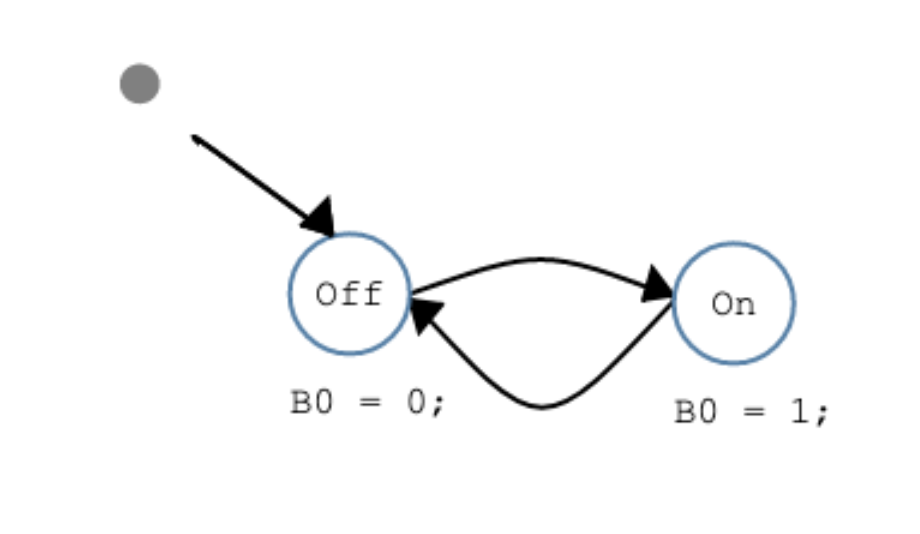 Off
On
B0 = 0;
B0 = 1;